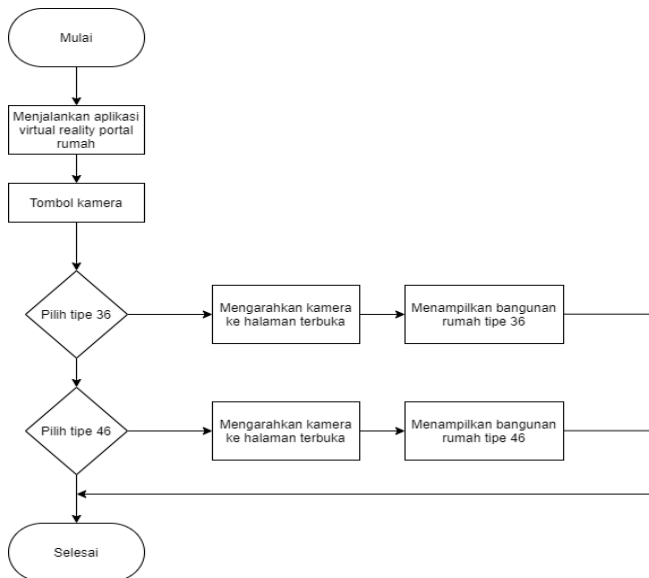 Mulai
Menjalankan aplikasi
virtual reality portal
rumah
Tombol kamera
Pilih tipe 36
Mengarahkan kamera
ke halaman terbuka
Menampilkan bangunan
rumah tipe 36
Pilih tipe 46
Mengarahkan kamera
ke halaman terbuka
Menampilkan bangunan
rumah tipe 46
Selesai